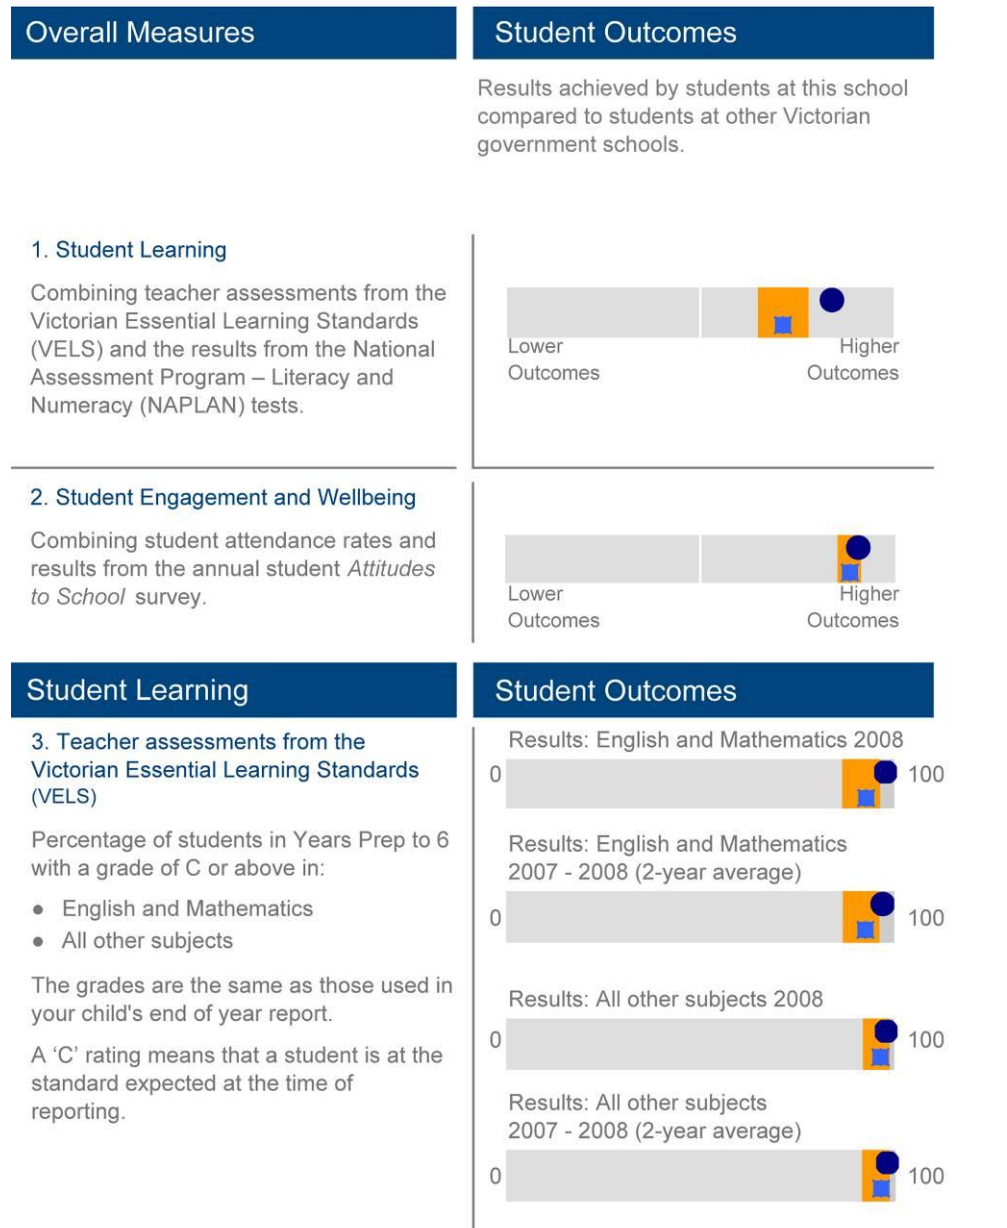 Overall Measures
Student Outcomes
Results achieved by students at this school
compared to students at other Victorian
government schools.
1. Student Learning
Combining teacher assessments from the
Victorian Essential Learning Standards
(VELS) and the results from the National
Assessment Program – Literacy and
Numeracy (NAPLAN) tests.
Lower
Outcomes
Higher
Outcomes
2. Student Engagement and Wellbeing
Combining student attendance rates and
results from the annual student Attitudes
to School survey.
Lower
Outcomes
Higher
Outcomes
Student Learning
Student Outcomes
3. Teacher assessments from the
Victorian Essential Learning Standards
(VELS)
Percentage of students in Years Prep to 6
with a grade of C or above in:
● English and Mathematics
● All other subjects
The grades are the same as those used in
your child's end of year report.
A ‘C’ rating means that a student is at the
standard expected at the time of
reporting.
Results: English and Mathematics 2008
0 100
Results: English and Mathematics
2007 - 2008 (2-year average)
0 100
Results: All other subjects 2008
0 100
Results: All other subjects
2007 - 2008 (2-year average)
0 100